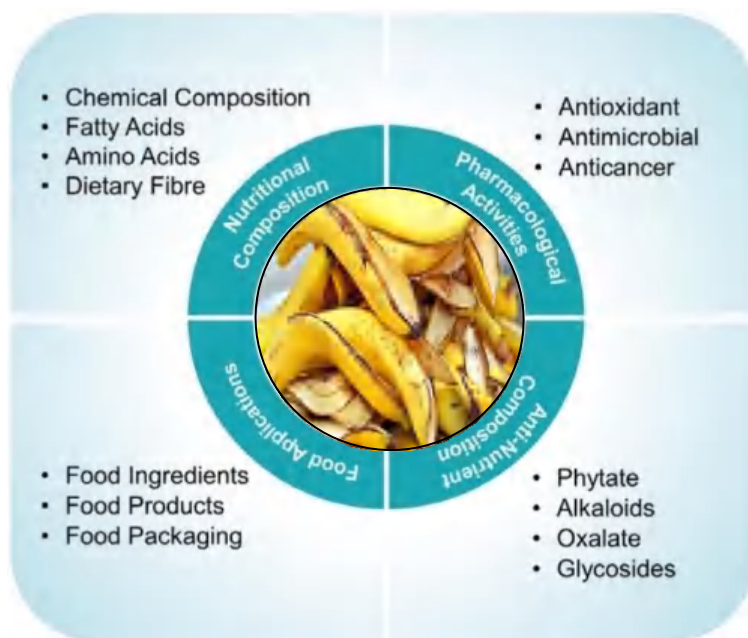 • Chemical Composition
• Fatty Acids
• Amino Acids
• Dietary Fibre
Nutritional
Composition
• Antioxidant
• Antimicrobial
• Anticancer
Pharmacological
Activities
Food Applications
• Food Ingredients
• Food Products
• Food Packaging
Anti-Nutrient
Composition
• Phytate
• Alkaloids
• Oxalate
• Glycosides